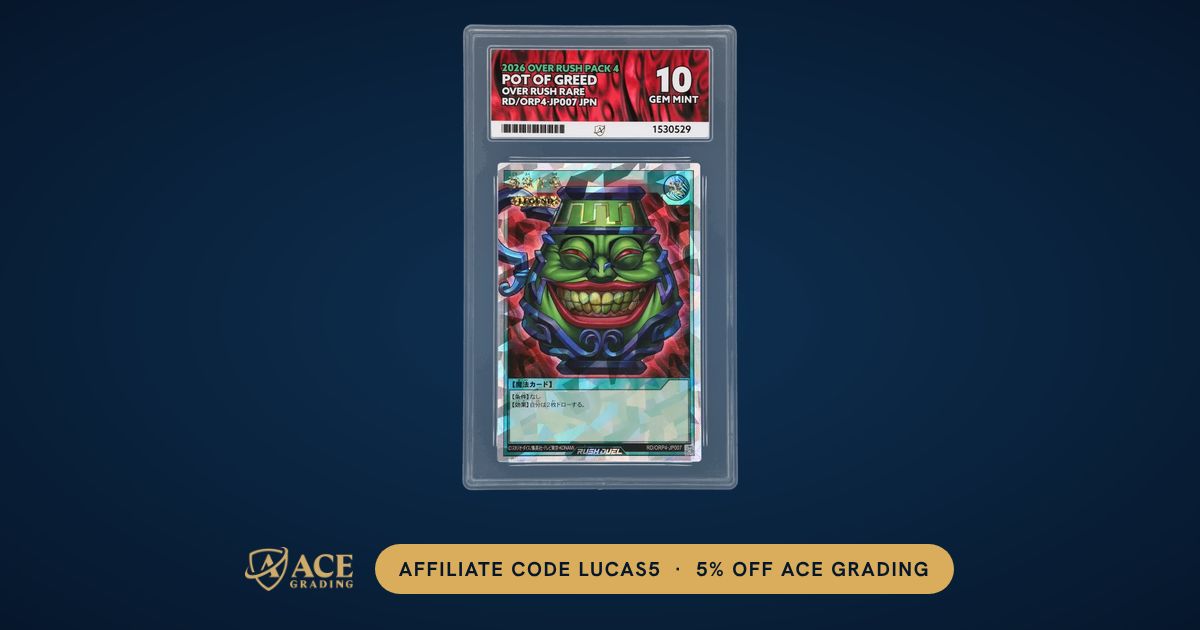 2026 OVER RUSH PACK 4
POT OF GREED
OVER RUSH RARE
RD/ORP4-JP007 JPN
10
GEM MINT
1530529
【魔法カード】
【条件】なし
【効果】自分は2枚ドローする。
RD/ORP4-JP007
RUSH DUEL
ACE
GRADING
AFFILIATE CODE LUCAS5 · 5% OFF ACE GRADING